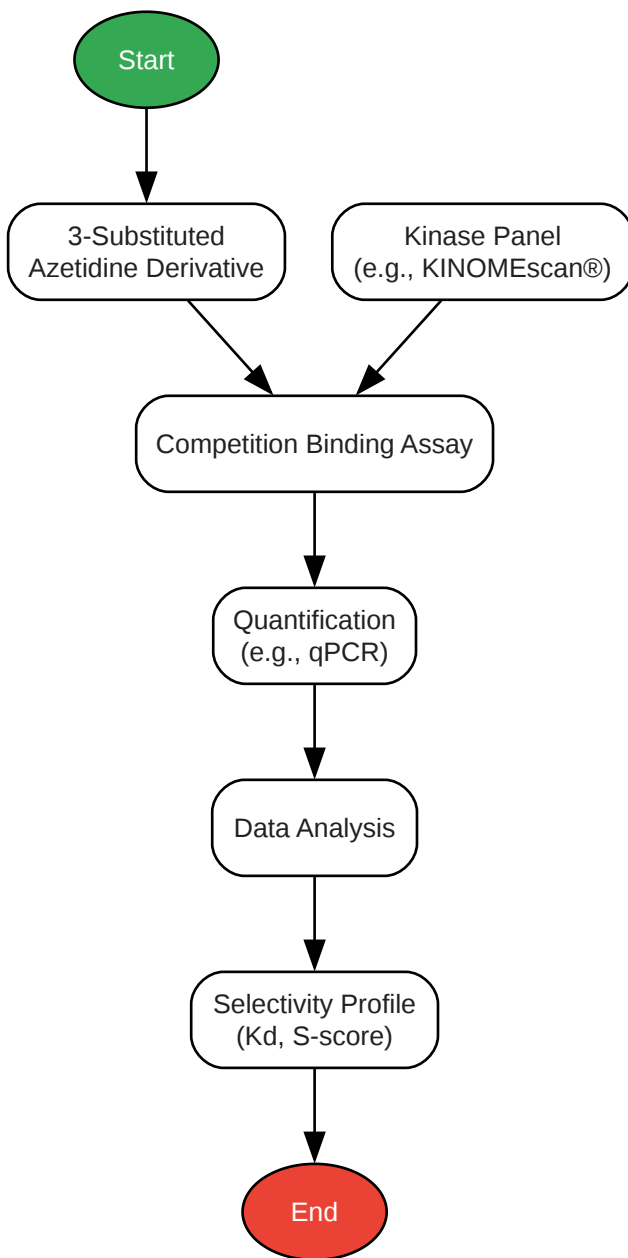 Start
3-Substituted
Azetidine Derivative
Kinase Panel
(e.g., KINOMEscan®)
Competition Binding Assay
Quantification
(e.g., qPCR)
Data Analysis
Selectivity Profile
(Kd, S-score)
End